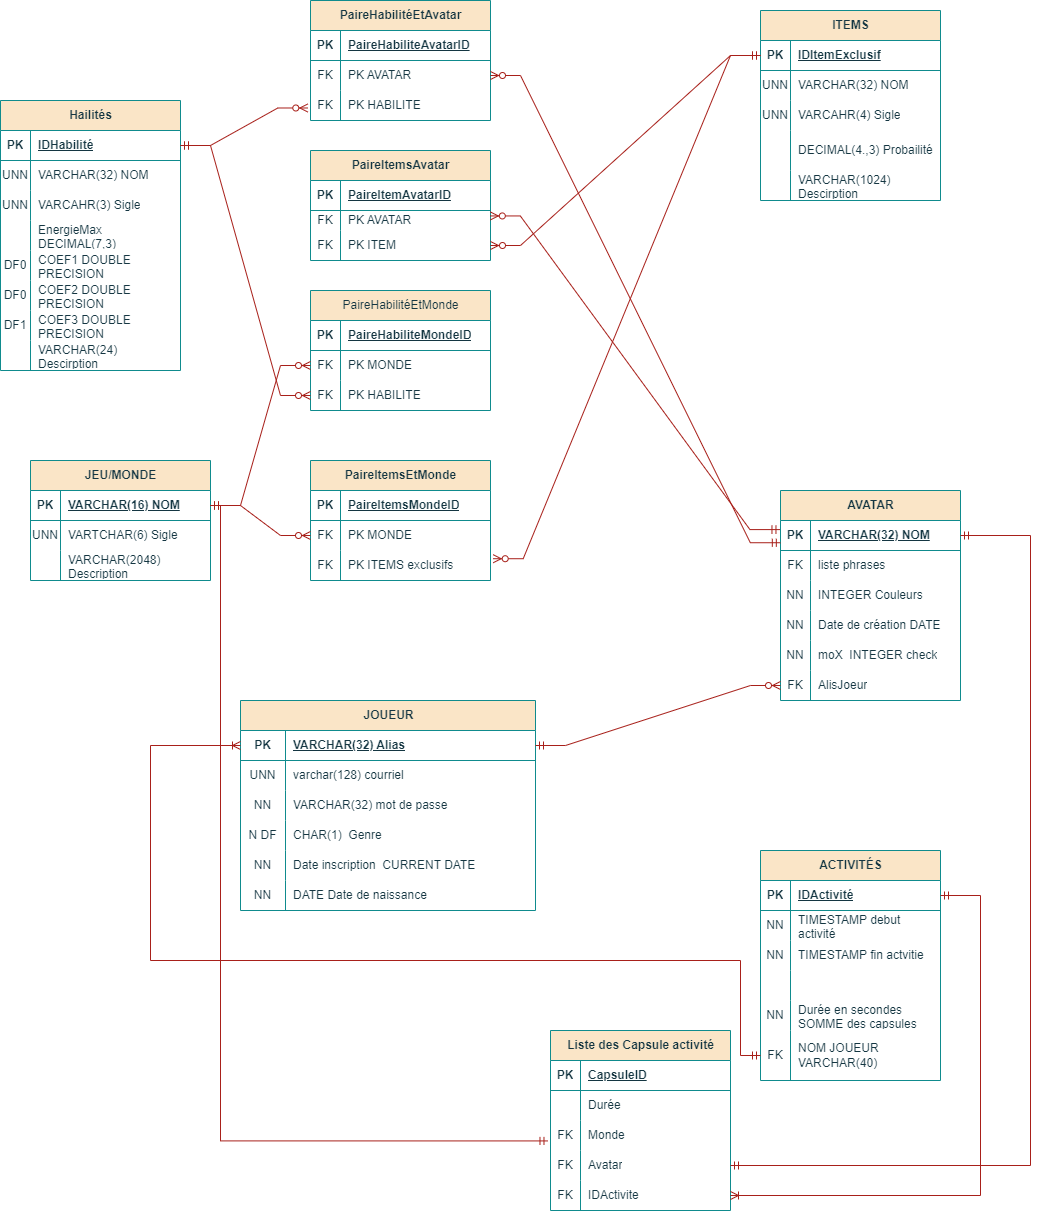 PaireHabilitéEtAvatar
PK PaireHabiliteAvatarID
FK PK AVATAR
FK PK HABILITE
ITEMS
PK IDItemExclusif
UNN VARCHAR(32) NOM
UNN VARCAHR(4) Sigle
DECIMAL(4.,3) Probailité
VARCHAR(1024)
Descirption
Hailités
PK IDHabilité
UNN VARCHAR(32) NOM
UNN VARCAHR(3) Sigle
EnergieMax
DECIMAL(7,3)
DF0 COEF1 DOUBLE
PRECISION
DF0 COEF2 DOUBLE
PRECISION
DF1 COEF3 DOUBLE
PRECISION
VARCHAR(24)
Descirption
PaireItemsAvatar
PK PaireItemAvatarID
FK PK AVATAR
FK PK ITEM
PaireHabilitéEtMonde
PK PaireHabiliteMondeID
FK PK MONDE
FK PK HABILITE
JEU/MONDE
PK VARCHAR(16) NOM
UNN VARTCHAR(6) Sigle
VARCHAR(2048)
Description
PaireItemsEtMonde
PK PaireItemsMondeID
FK PK MONDE
FK PK ITEMS exclusifs
AVATAR
PK VARCHAR(32) NOM
FK liste phrases
NN INTEGER Couleurs
NN Date de création DATE
NN moX INTEGER check
FK AlisJoeur
JOUEUR
PK VARCHAR(32) Alias
UNN varchar(128) courriel
NN VARCHAR(32) mot de passe
N DF CHAR(1) Genre
NN Date inscription CURRENT DATE
NN DATE Date de naissance
ACTIVITÉS
PK IDActivité
NN TIMESTAMP debut
activité
NN TIMESTAMP fin actvitie
NN Durée en secondes
SOMME des capsules
FK NOM JOUEUR
VARCHAR(40)
Liste des Capsule activité
PK CapsuleID
Durée
FK Monde
FK Avatar
FK IDActivite